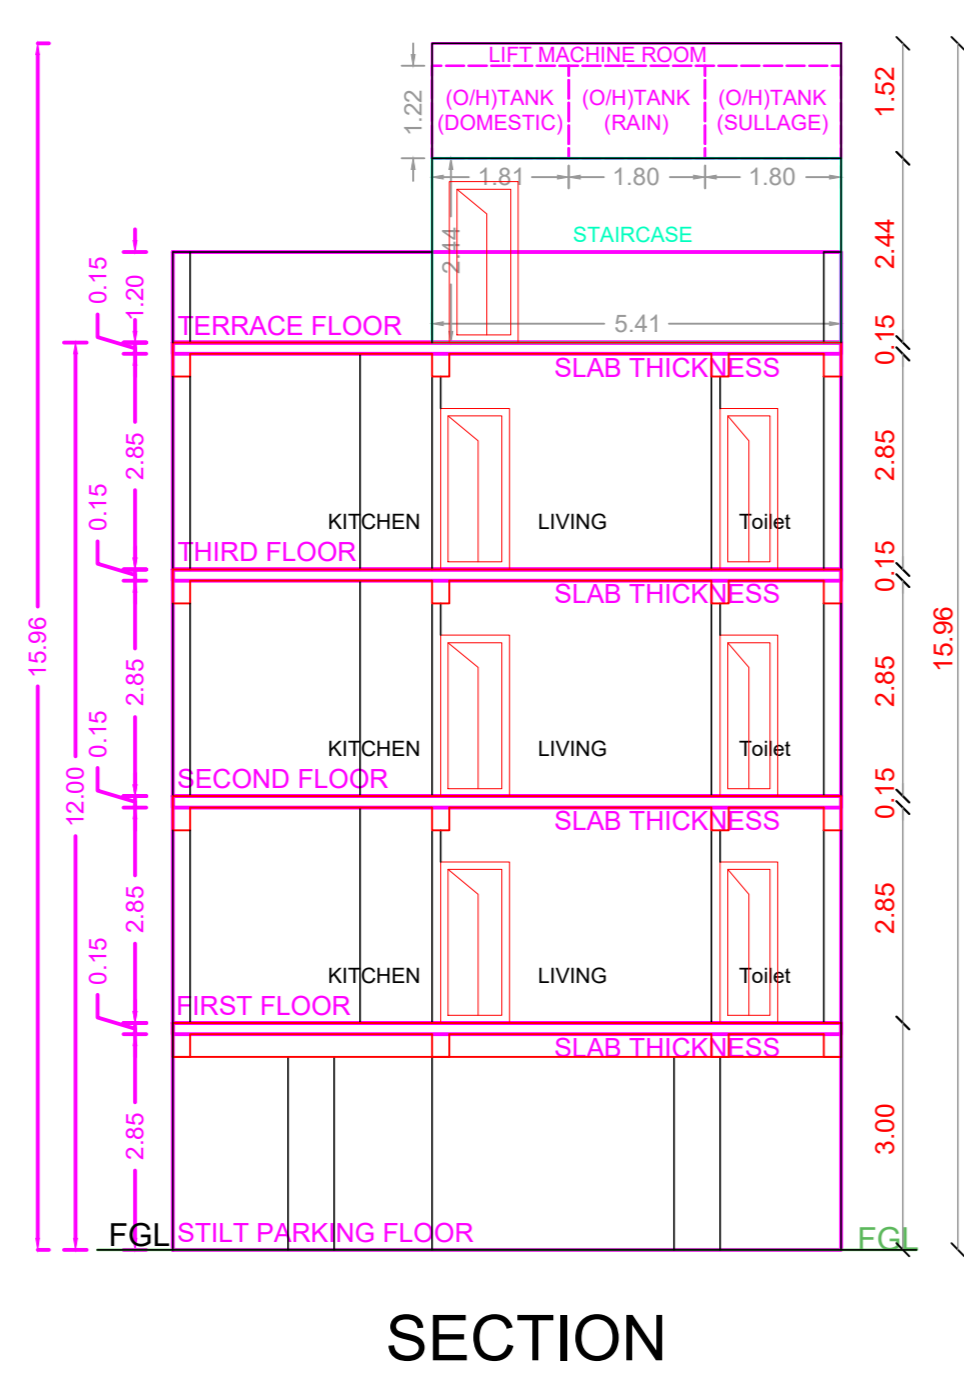 LIFT MACHINE ROOM
1.22
(O/H)TANK
(DOMESTIC)
(O/H)TANK
(RAIN)
(O/H)TANK
(SULLAGE)
1.52
1.81
1.80
1.80
2.44
STAIRCASE
2.44
0.15
1.20
TERRACE FLOOR
5.41
0.15
SLAB THICKNESS
2.85
2.85
KITCHEN
LIVING
Toilet
0.15
THIRD FLOOR
0.15
SLAB THICKNESS
15.96
15.96
2.85
2.85
KITCHEN
LIVING
Toilet
0.15
12.00
SECOND FLOOR
0.15
SLAB THICKNESS
2.85
2.85
KITCHEN
LIVING
Toilet
0.15
FIRST FLOOR
SLAB THICKNESS
2.85
3.00
FGL
STILT PARKING FLOOR
FGL
SECTION